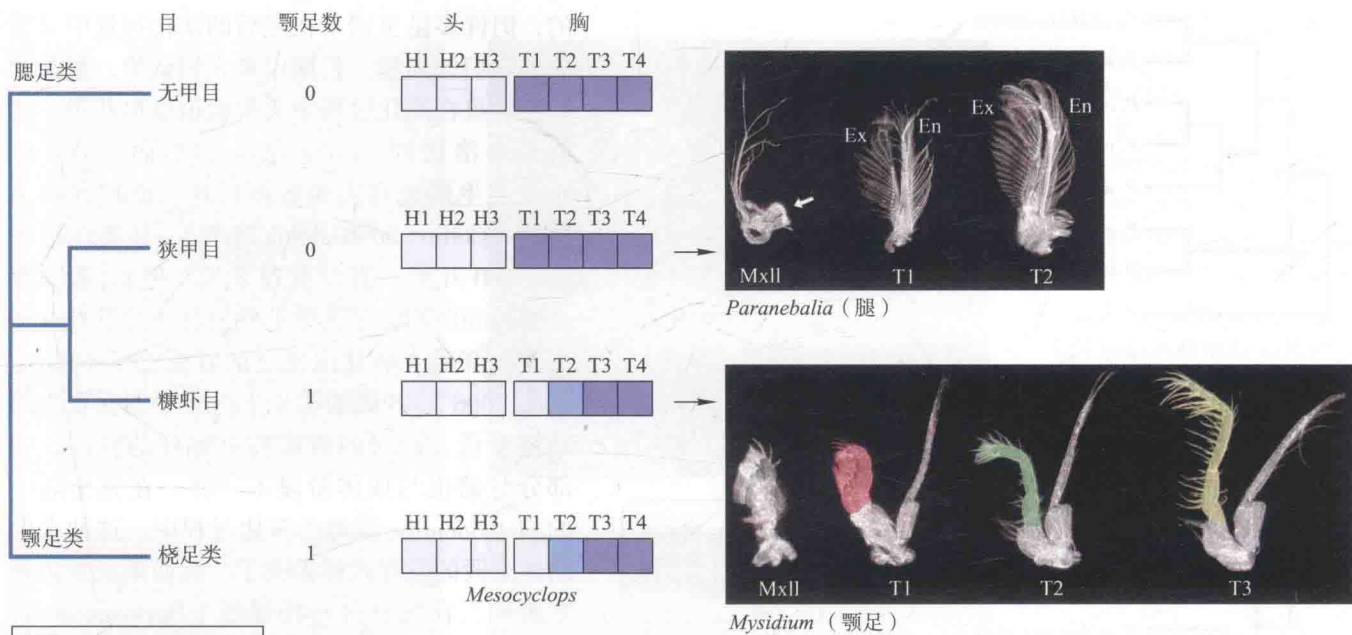 目 颚足数 头 胸
腮足类
H1 H2 H3 T1 T2 T3 T4
无甲目 0
Ex En Ex En
H1 H2 H3 T1 T2 T3 T4
狭甲目 0
MxII T1 T2
Paranebalia（腿）
H1 H2 H3 T1 T2 T3 T4
糠虾目 1
H1 H2 H3 T1 T2 T3 T4
颚足类
桡足类 1
MxII T1 T2 T3
Mesocyclops
Mysidium（颚足）